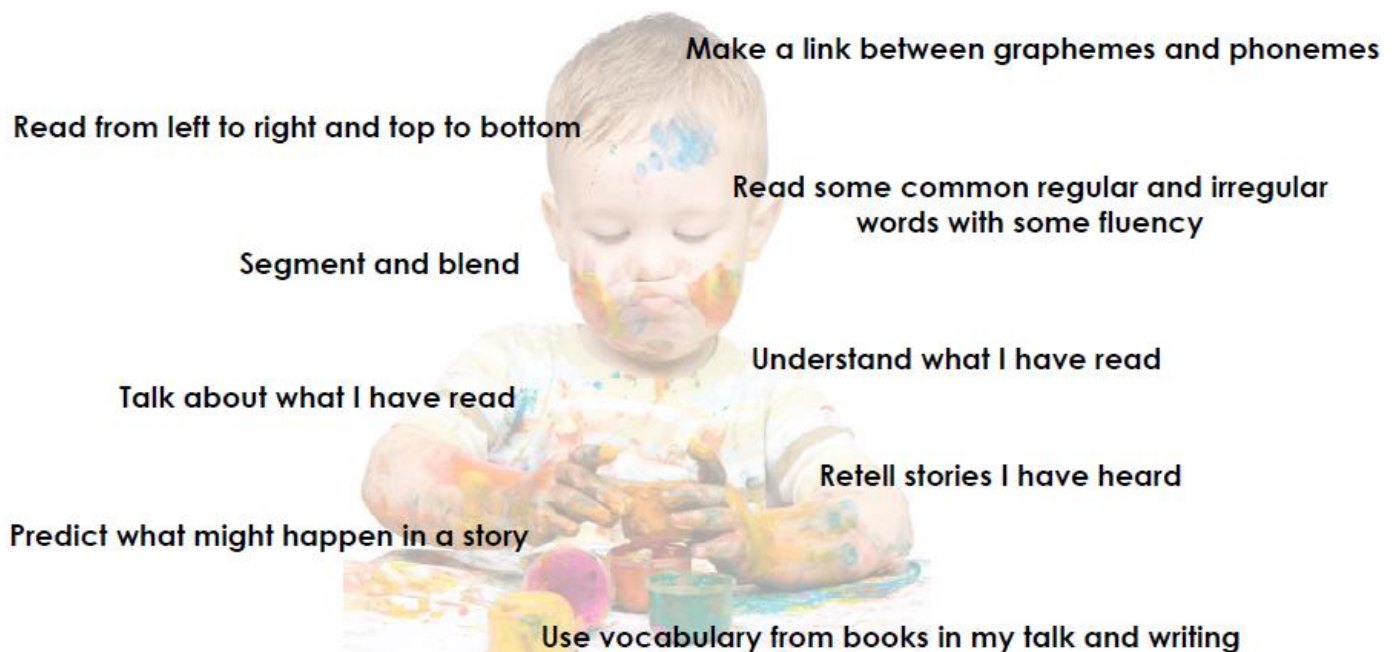 Make a link between graphemes and phonemes
Read from left to right and top to bottom
Read some common regular and irregular
words with some fluency
Segment and blend
Understand what I have read
Talk about what I have read
Retell stories I have heard
Predict what might happen in a story
Use vocabulary from books in my talk and writing